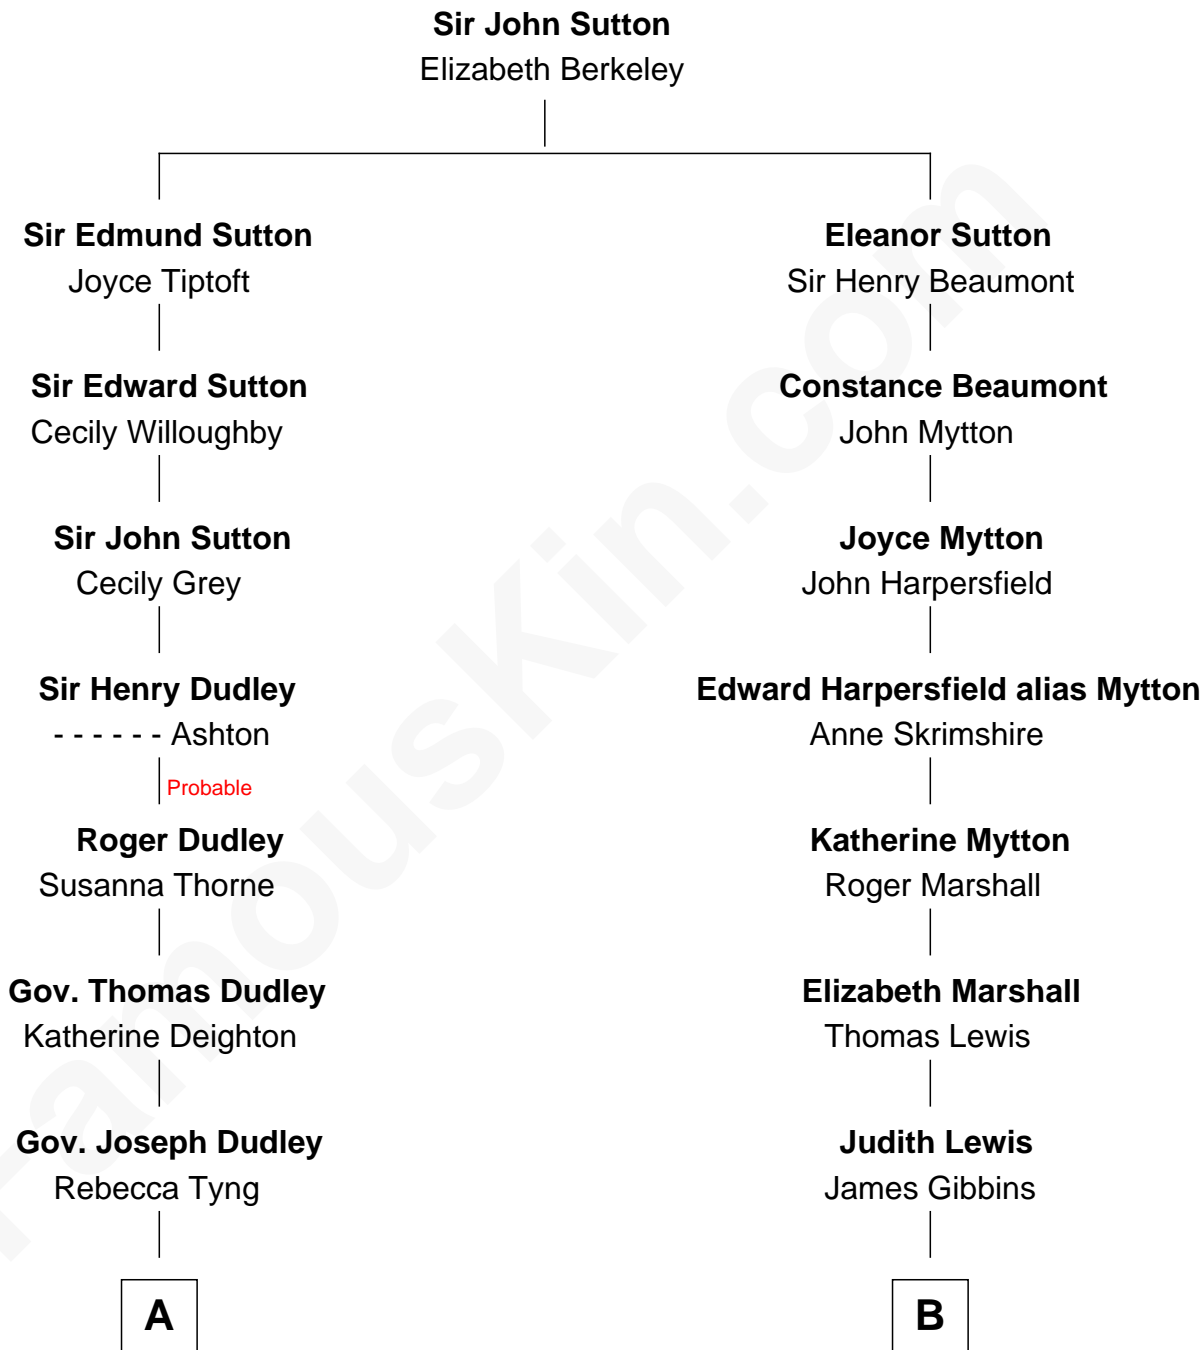 Sir John Sutton
Elizabeth Berkeley
Sir Edmund Sutton
Joyce Tiptoft
Eleanor Sutton
Sir Henry Beaumont
Sir Edward Sutton
Cecily Willoughby
Constance Beaumont
John Mytton
Sir John Sutton
Cecily Grey
Joyce Mytton
John Harpersfield
Sir Henry Dudley
- - - - - - Ashton
Probable
Edward Harpersfield alias Mytton
Anne Skrimshire
Roger Dudley
Susanna Thorne
Katherine Mytton
Roger Marshall
Gov. Thomas Dudley
Katherine Deighton
Elizabeth Marshall
Thomas Lewis
Gov. Joseph Dudley
Rebecca Tyng
Judith Lewis
James Gibbins
A
B
FamousKin.com